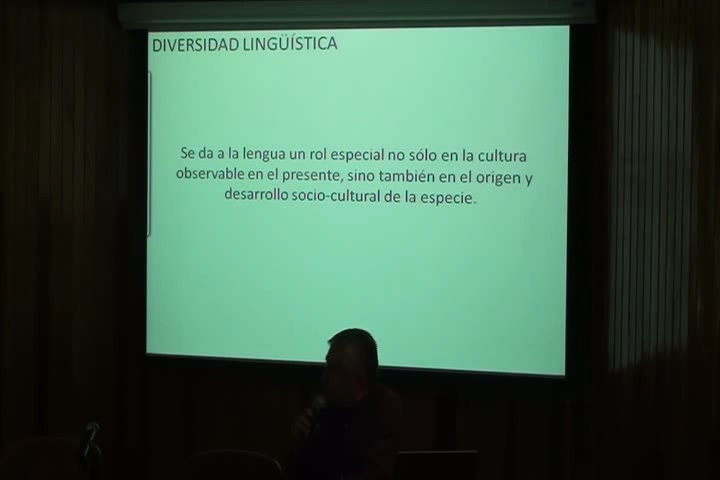 DIVERSIDAD LINGÜÍSTICA
Se da a la lengua un rol especial no sólo en la cultura
observable en el presente, sino también en el origen y
desarrollo socio-cultural de la especie.